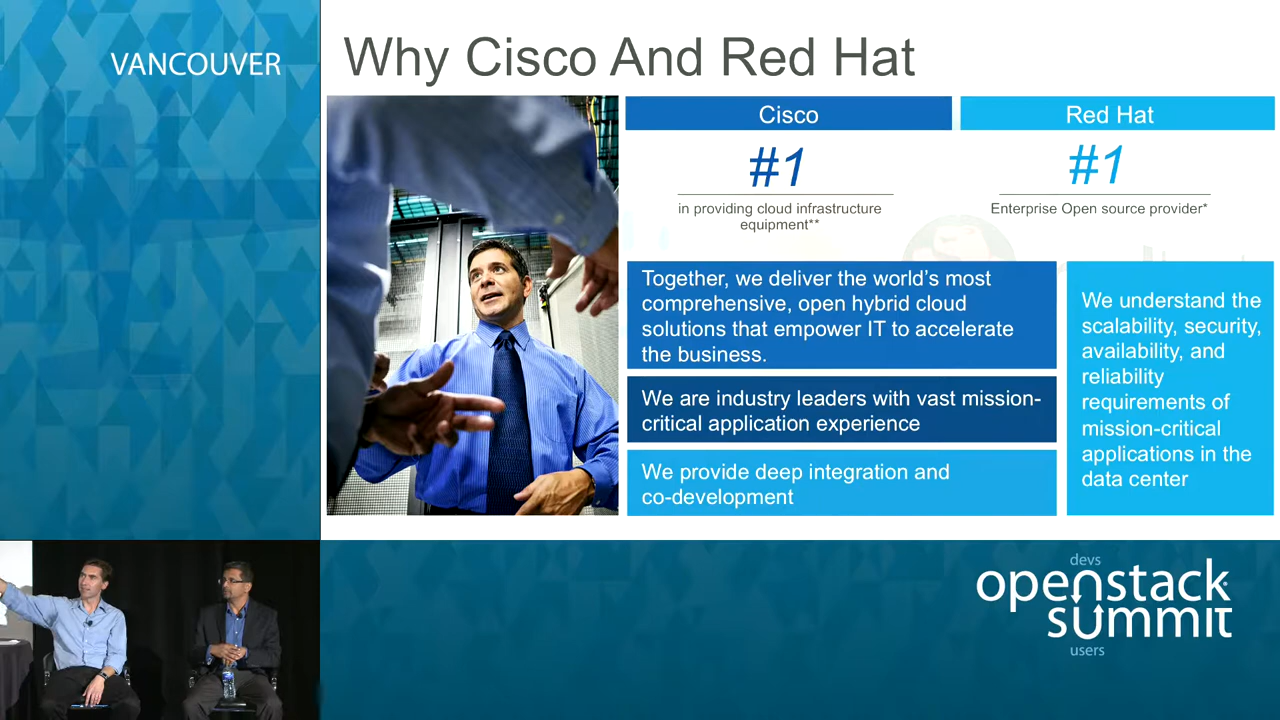 VANCOUVER
Why Cisco And Red Hat
Cisco
#1
in providing cloud infrastructure
equipment**
Red Hat
#1
Enterprise Open source provider*
Together, we deliver the world's most
comprehensive, open hybrid cloud
solutions that empower IT to accelerate
the business.
We are industry leaders with vast mission-
critical application experience
We provide deep integration and
co-development
We understand the
scalability, security,
availability, and
reliability
requirements of
mission-critical
applications in the
data center
devs
openstack
summit
users